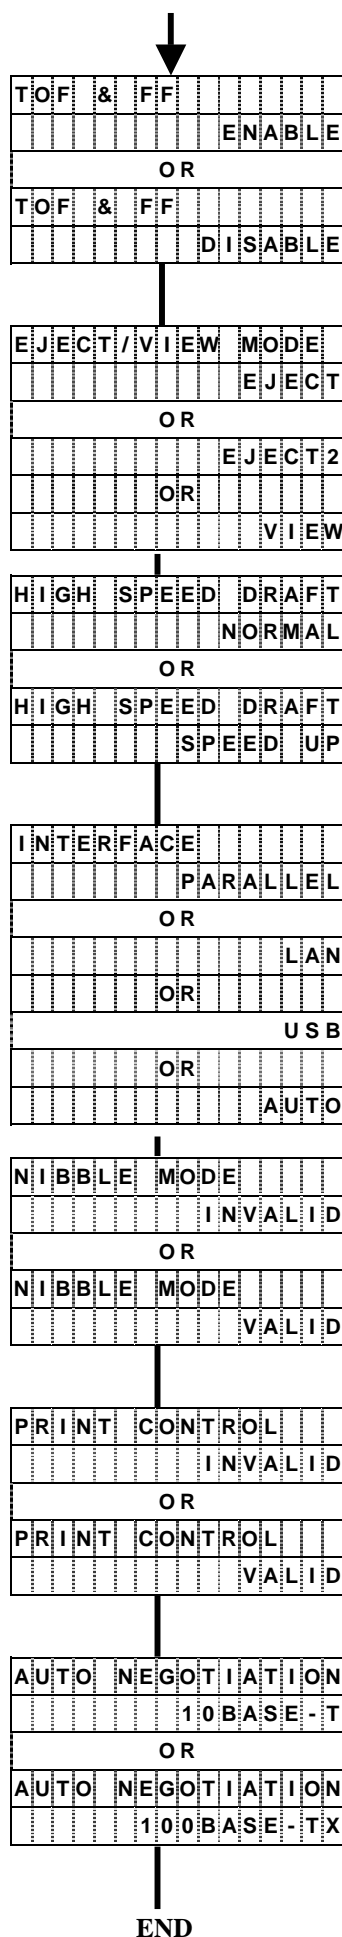 TOF & FF
ENABLE
OR
TOF & FF
DISABLE
EJECT/VIEW MODE
EJECT
OR
EJECT2
OR
VIEW
HIGH SPEED DRAFT
NORMAL
OR
HIGH SPEED DRAFT
SPEED UP
INTERFACE
PARALLEL
OR
LAN
OR
USB
OR
AUTO
NIBBLE MODE
INVALID
OR
NIBBLE MODE
VALID
PRINT CONTROL
INVALID
OR
PRINT CONTROL
VALID
AUTO NEGOTIATION
10BASE-T
OR
AUTO NEGOTIATION
100BASE-TX
END